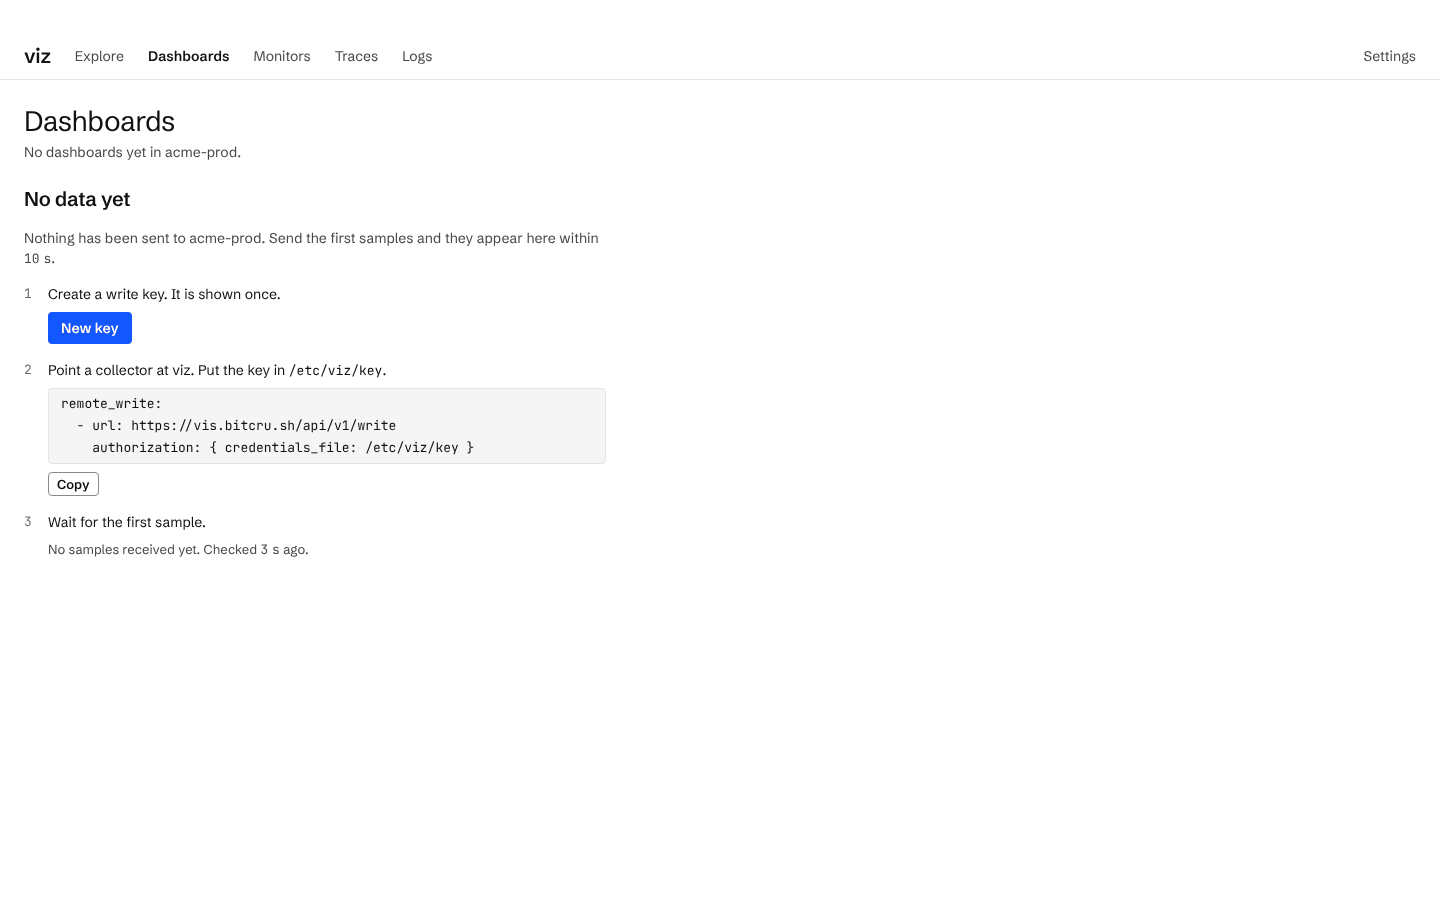 viz Explore Dashboards Monitors Traces Logs Settings
Dashboards
No dashboards yet in acme-prod.
No data yet
Nothing has been sent to acme-prod. Send the first samples and they appear here within
10 s.
1 Create a write key. It is shown once.
New key
2 Point a collector at viz. Put the key in /etc/viz/key.
remote_write:
  - url: https://vis.bitcru.sh/api/v1/write
    authorization: { credentials_file: /etc/viz/key }
Copy
3 Wait for the first sample.
No samples received yet. Checked 3 s ago.